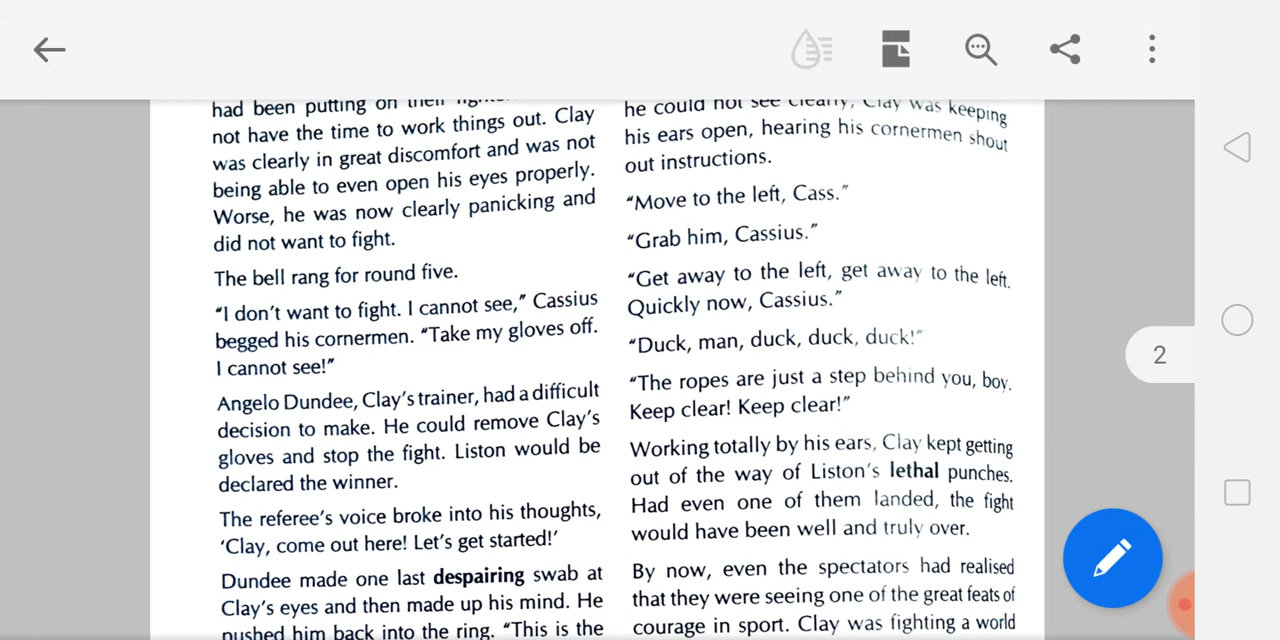 had been putting on their
not have the time to work things out. Clay
was clearly in great discomfort and was not
being able to even open his eyes properly.
Worse, he was now clearly panicking and
did not want to fight.
The bell rang for round five.
“I don’t want to fight. I cannot see,” Cassius
begged his cornermen. “Take my gloves off.
I cannot see!”
Angelo Dundee, Clay’s trainer, had a difficult
decision to make. He could remove Clay’s
gloves and stop the fight. Liston would be
declared the winner.
The referee’s voice broke into his thoughts,
‘Clay, come out here! Let’s get started!’
Dundee made one last despairing swab at
Clay’s eyes and then made up his mind. He
pushed him back into the ring. “This is the
he could not see clearly, Clay was keeping
his ears open, hearing his cornermen shout
out instructions.
“Move to the left, Cass.”
“Grab him, Cassius.”
“Get away to the left, get away to the left.
Quickly now, Cassius.”
“Duck, man, duck, duck, duck!”
“The ropes are just a step behind you, boy.
Keep clear! Keep clear!”
Working totally by his ears, Clay kept getting
out of the way of Liston’s lethal punches.
Had even one of them landed, the fight
would have been well and truly over.
By now, even the spectators had realised
that they were seeing one of the great feats of
courage in sport. Clay was fighting a world
2